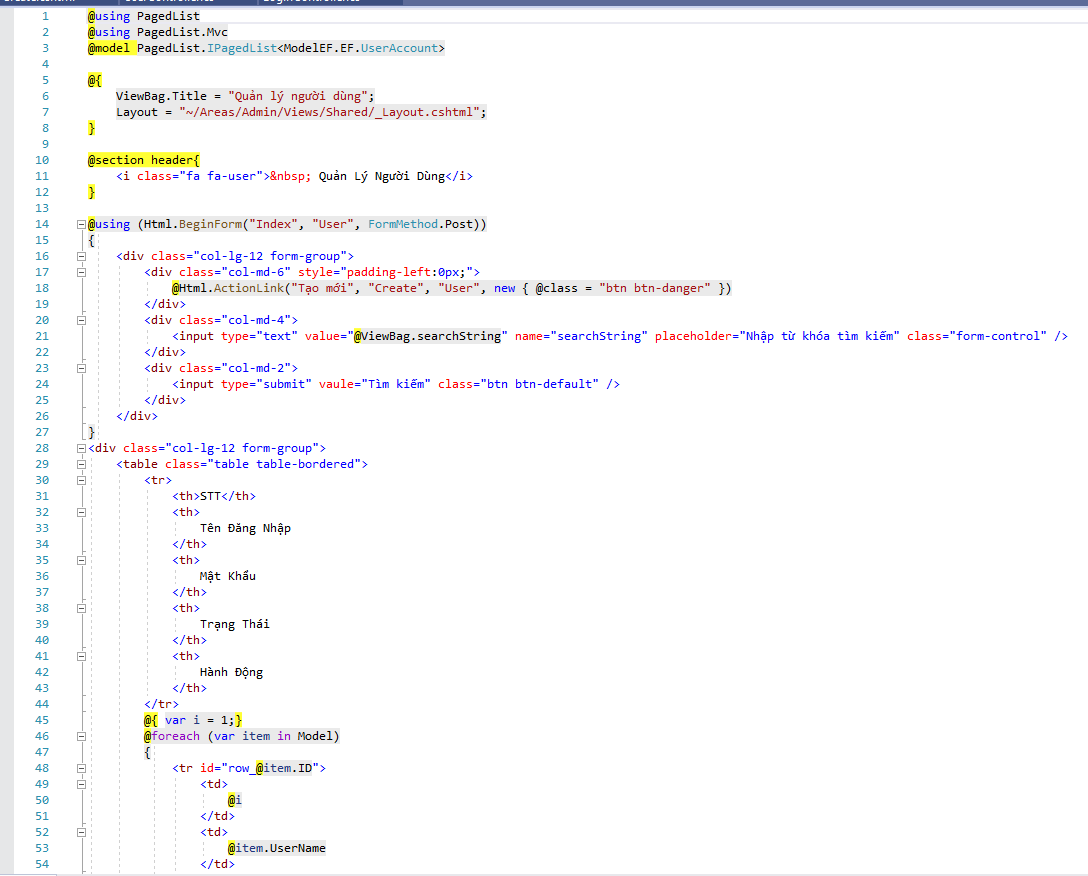 1 @using PagedList
2 @using PagedList.Mvc
3 @model PagedList.IPagedList<ModelEF.EF.UserAccount>
4
5 @{
6 ViewBag.Title = "Quản lý người dùng";
7 Layout = "~/Areas/Admin/Views/Shared/_Layout.cshtml";
8 }
9
10 @section header{
11 <i class="fa fa-user">&nbsp; Quản Lý Người Dùng</i>
12 }
13
14 @using (Html.BeginForm("Index", "User", FormMethod.Post))
15 {
16 <div class="col-lg-12 form-group">
17 <div class="col-md-6" style="padding-left:0px;">
18 @Html.ActionLink("Tạo mới", "Create", "User", new { @class = "btn btn-danger" })
19 </div>
20 <div class="col-md-4">
21 <input type="text" value="@ViewBag.searchString" name="searchString" placeholder="Nhập từ khóa tìm kiếm" class="form-control" />
22 </div>
23 <div class="col-md-2">
24 <input type="submit" vaule="Tìm kiếm" class="btn btn-default" />
25 </div>
26 </div>
27 }
28 <div class="col-lg-12 form-group">
29 <table class="table table-bordered">
30 <tr>
31 <th>STT</th>
32 <th>
33 Tên Đăng Nhập
34 </th>
35 <th>
36 Mật Khẩu
37 </th>
38 <th>
39 Trạng Thái
40 </th>
41 <th>
42 Hành Động
43 </th>
44 </tr>
45 @{ var i = 1;}
46 @foreach (var item in Model)
47 {
48 <tr id="row_@item.ID">
49 <td>
50 @i
51 </td>
52 <td>
53 @item.UserName
54 </td>